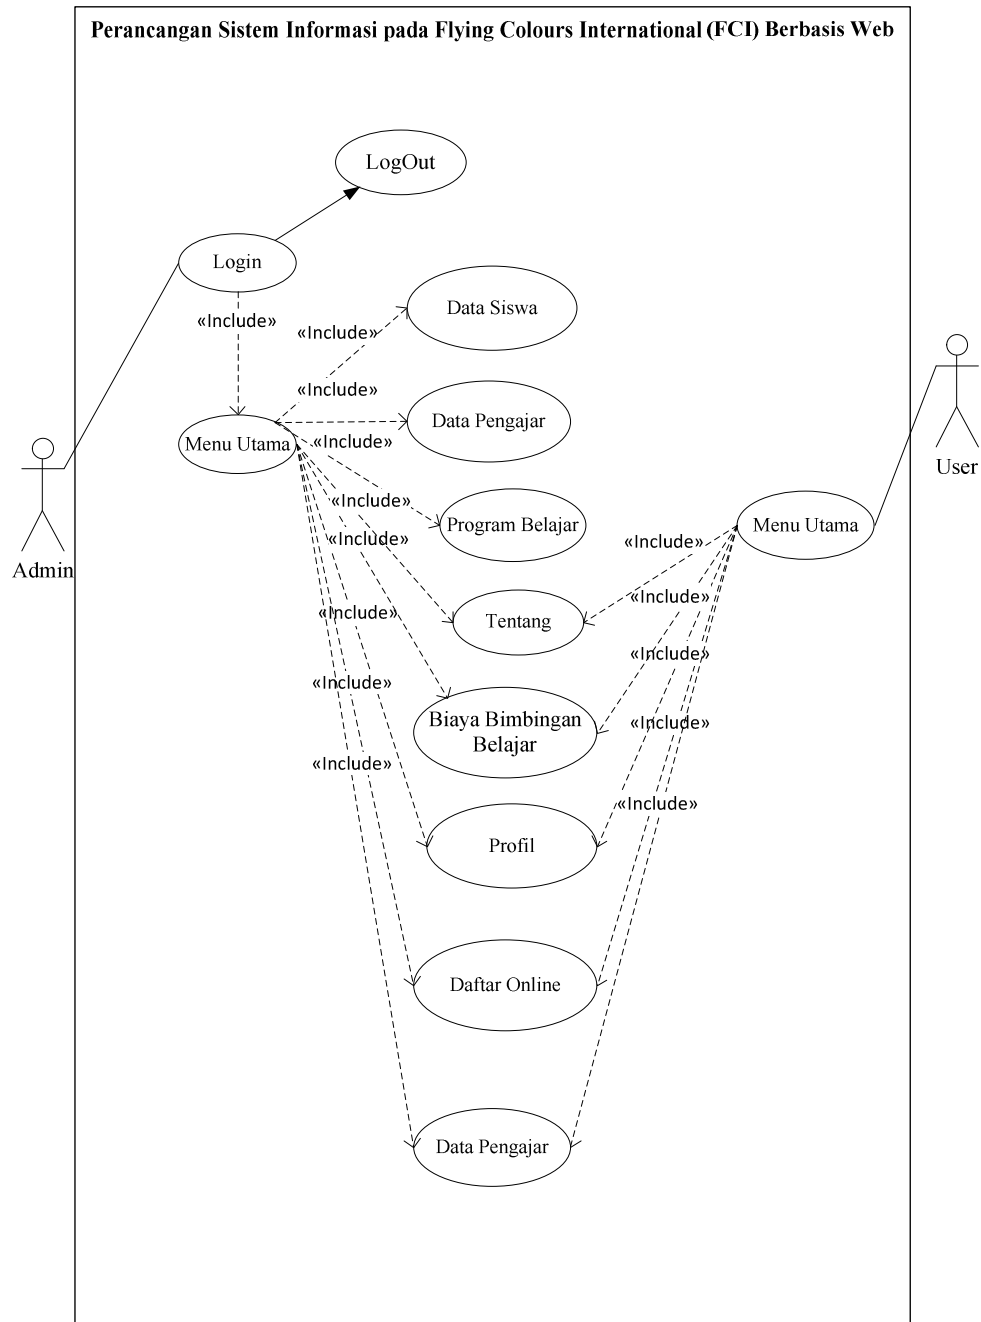 Perancangan Sistem Informasi pada Flying Colours International (FCI) Berbasis Web
LogOut
Login
«Include»
Data Siswa
«Include»
«Include»
Menu Utama
Data Pengajar
«Include»
Admin
User
«Include»
Program Belajar
Menu Utama
«Include»
«Include»
Tentang
«Include»
«Include»
«Include»
«Include»
Biaya Bimbingan
Belajar
«Include»
«Include»
«Include»
Profil
Daftar Online
Data Pengajar